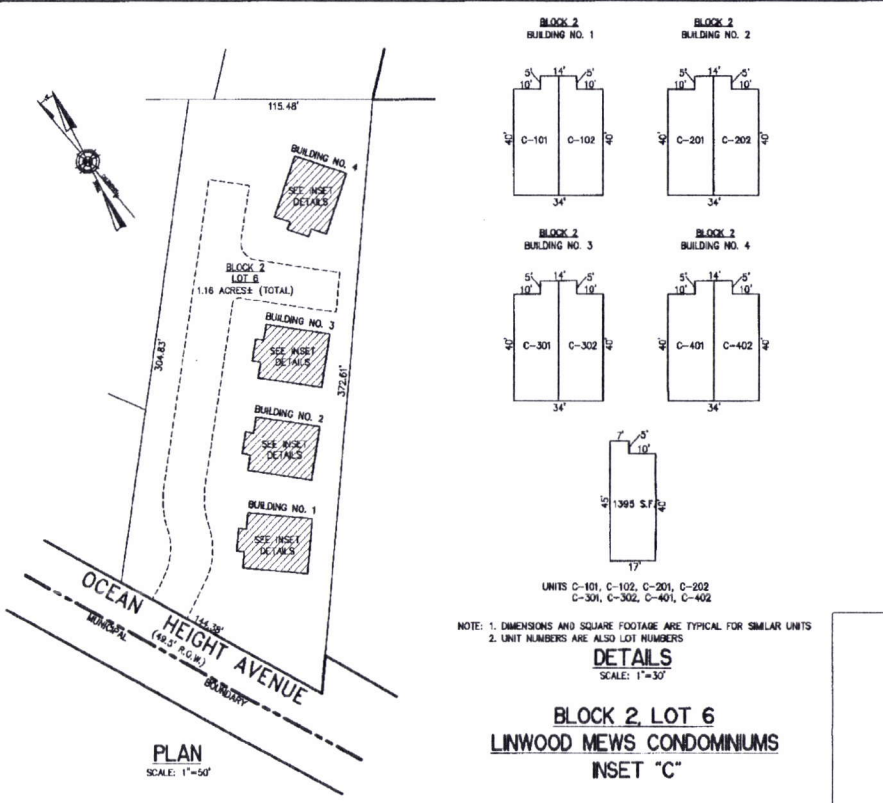 115.48'
BUILDING NO. 4
SEE INSET
DETAILS
BLOCK 2
LOT 6
1.16 ACRES± (TOTAL)
BUILDING NO. 3
SEE INSET
DETAILS
304.83'
372.61'
BUILDING NO. 2
SEE INSET
DETAILS
BUILDING NO. 1
SEE INSET
DETAILS
OCEAN HEIGHT AVENUE
144.38'
(49.5' R.O.W.)
MUNICIPAL BOUNDARY
PLAN
SCALE: 1"=50'
BLOCK 2
BUILDING NO. 1
5' 14' 5'
10' 10'
40' C-101 C-102 40'
34'
BLOCK 2
BUILDING NO. 2
5' 14' 5'
10' 10'
40' C-201 C-202 40'
34'
BLOCK 2
BUILDING NO. 3
5' 14' 5'
10' 10'
40' C-301 C-302 40'
34'
BLOCK 2
BUILDING NO. 4
5' 14' 5'
10' 10'
40' C-401 C-402 40'
34'
7' 5'
10'
45' 1395 S.F. 40'
17'
UNITS C-101, C-102, C-201, C-202
C-301, C-302, C-401, C-402
NOTE: 1. DIMENSIONS AND SQUARE FOOTAGE ARE TYPICAL FOR SIMILAR UNITS
2. UNIT NUMBERS ARE ALSO LOT NUMBERS
DETAILS
SCALE: 1"=30'
BLOCK 2, LOT 6
LINWOOD MEWS CONDOMINIUMS
INSET "C"